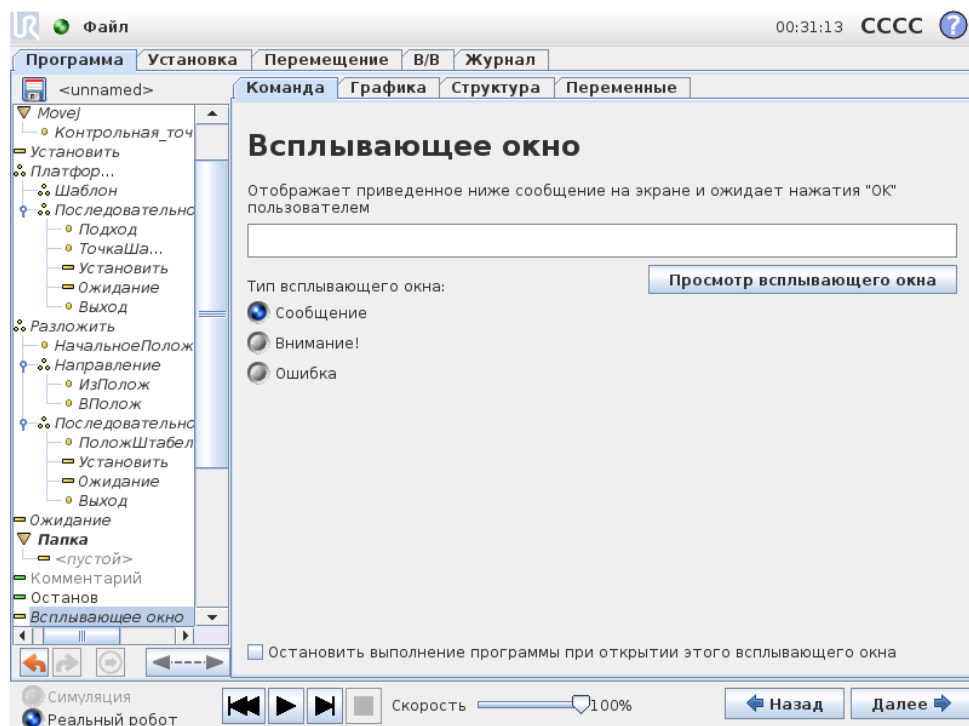 Файл
00:31:13 CCCC ?
Программа Установка Перемещение В/В Журнал
<unnamed>
Команда Графика Структура Переменные
MoveJ
Контрольная_точ
Установить
Платфор...
Шаблон
Последовательно
Подход
ТочкаШа...
Установить
Ожидание
Выход
Разложить
НачальноеПолож
Направление
ИзПолож
ВПолож
Последовательно
ПоложШтабел
Установить
Ожидание
Выход
Ожидание
Папка
<пустой>
Комментарий
Останов
Всплывающее окно
Всплывающее окно
Отображает приведенное ниже сообщение на экране и ожидает нажатия "ОК"
пользователем
Просмотр всплывающего окна
Тип всплывающего окна:
Сообщение
Внимание!
Ошибка
Остановить выполнение программы при открытии этого всплывающего окна
Симуляция
Реальный робот
Скорость 100%
Назад Далее